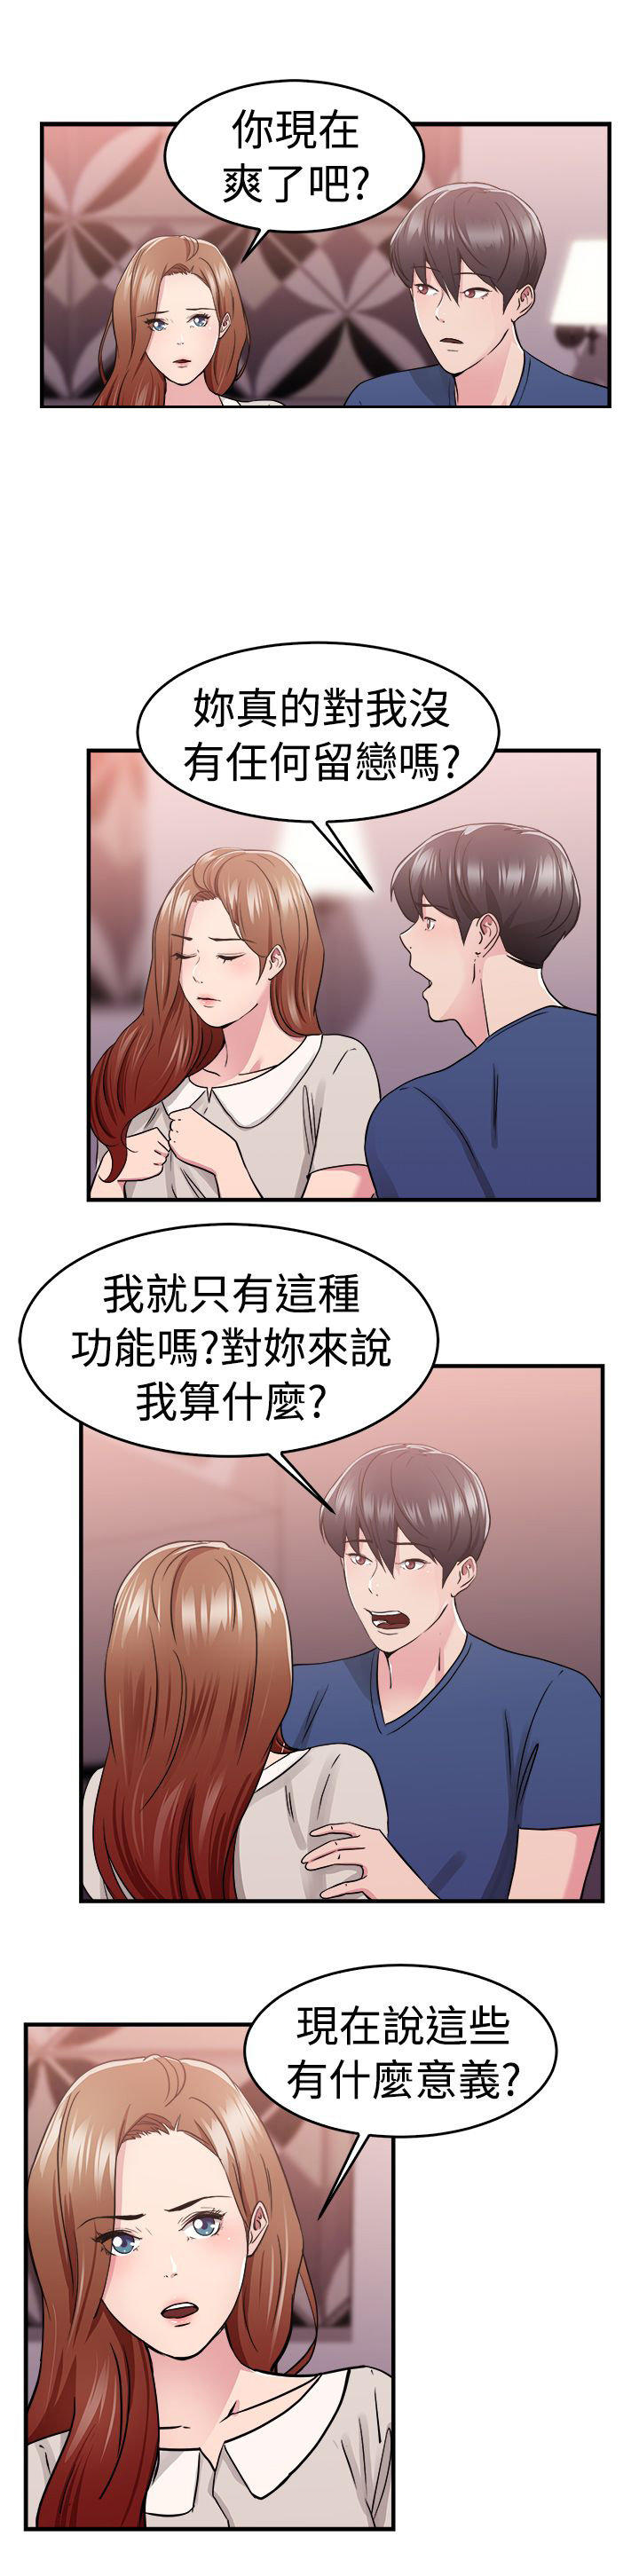 你現在
爽了吧?
妳真的對我沒
有任何留戀嗎?
我就只有這種
功能嗎?對妳來說
我算什麼?
現在說這些
有什麼意義?